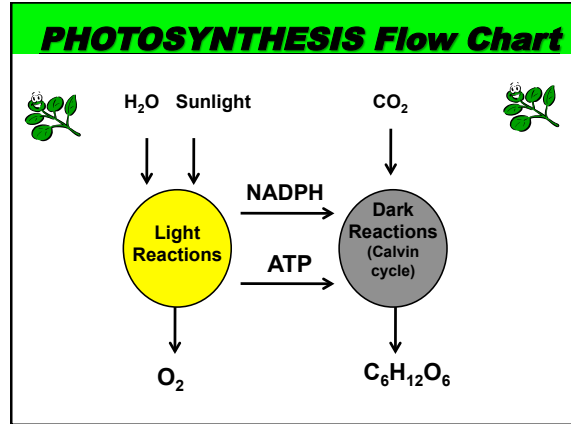 PHOTOSYNTHESIS Flow Chart
H₂O Sunlight
CO₂
NADPH
Light
Reactions
Dark
Reactions
(Calvin
cycle)
ATP
O₂
C₆H₁₂O₆